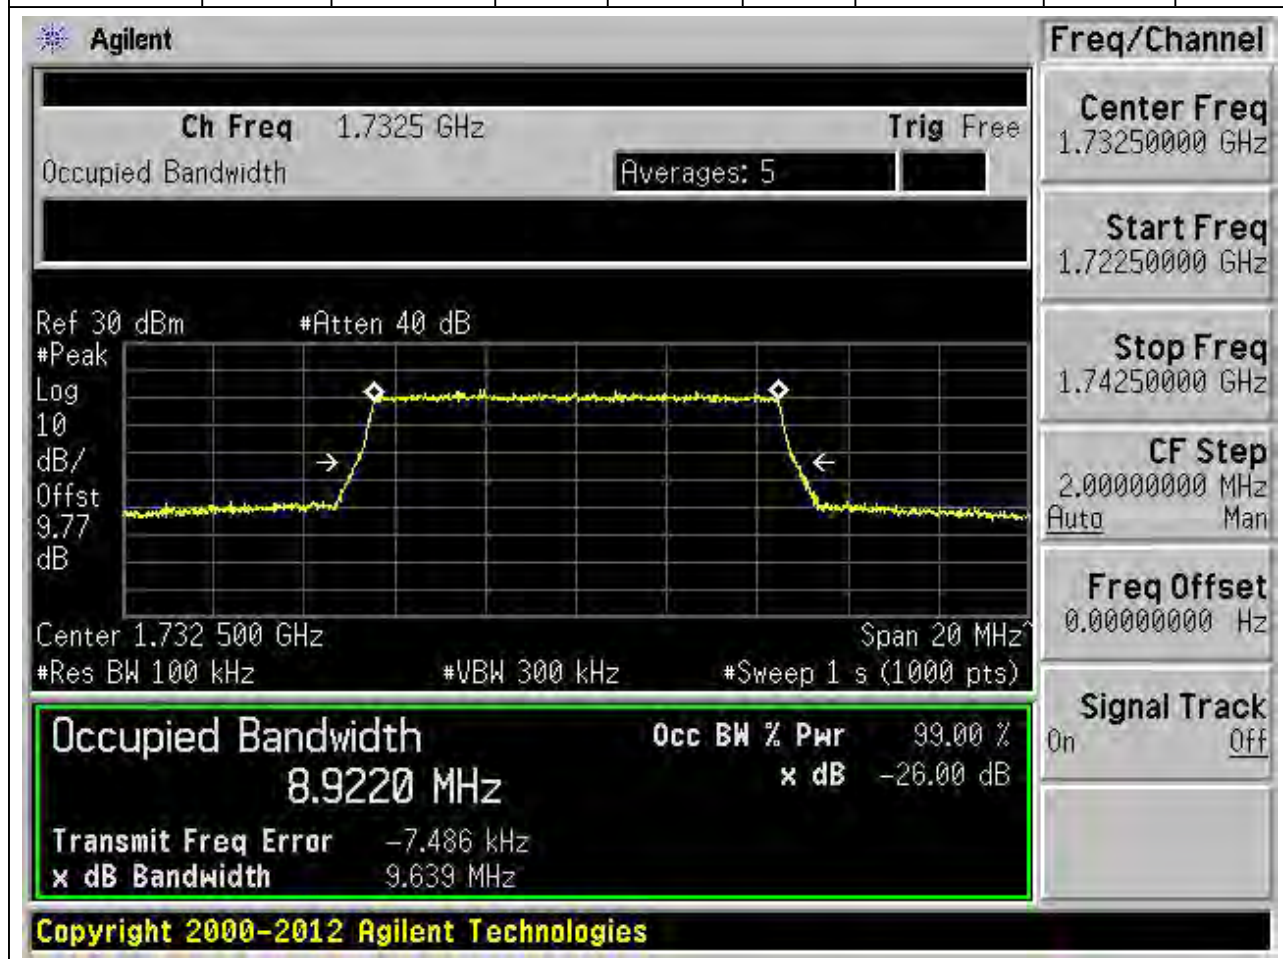 Agilent
Freq/Channel
Ch Freq 1.7325 GHz Trig Free
Occupied Bandwidth Averages: 5
Center Freq
1.73250000 GHz
Start Freq
1.72250000 GHz
Stop Freq
1.74250000 GHz
CF Step
2.00000000 MHz
Auto Man
Freq Offset
0.00000000 Hz
Signal Track
On Off
Ref 30 dBm #Atten 40 dB
#Peak
Log
10
dB/
Offst
9.77
dB
Center 1.732 500 GHz Span 20 MHz^
#Res BW 100 kHz #VBW 300 kHz #Sweep 1 s (1000 pts)
Occupied Bandwidth Occ BW % Pwr 99.00 %
8.9220 MHz x dB -26.00 dB
Transmit Freq Error -7.486 kHz
x dB Bandwidth 9.639 MHz
Copyright 2000-2012 Agilent Technologies